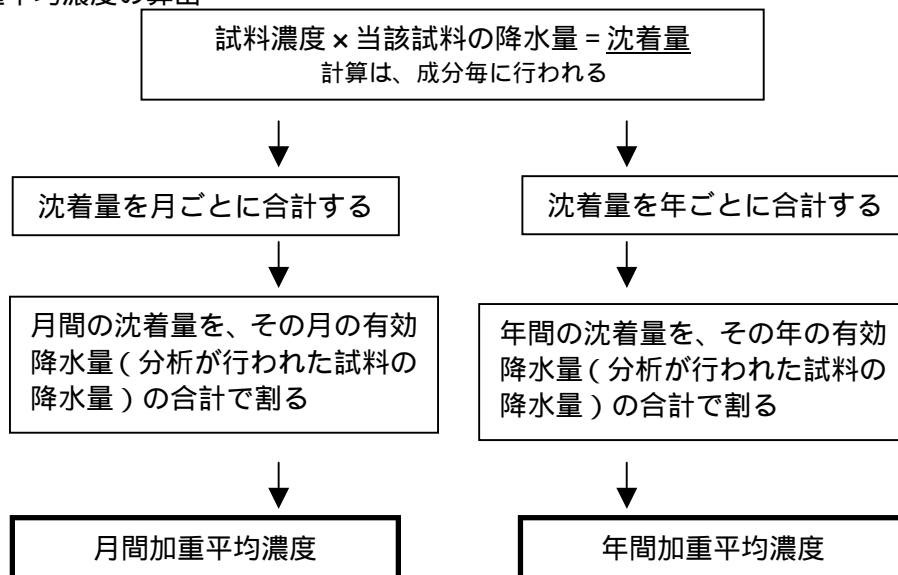 平均濃度の算出
試料濃度×当該試料の降水量=沈着量
計算は、成分毎に行われる
沈着量を月ごとに合計する
沈着量を年ごとに合計する
月間の沈着量を、その月の有効
降水量(分析が行われた試料の
降水量)の合計で割る
年間の沈着量を、その年の有効
降水量(分析が行われた試料の
降水量)の合計で割る
月間加重平均濃度
年間加重平均濃度